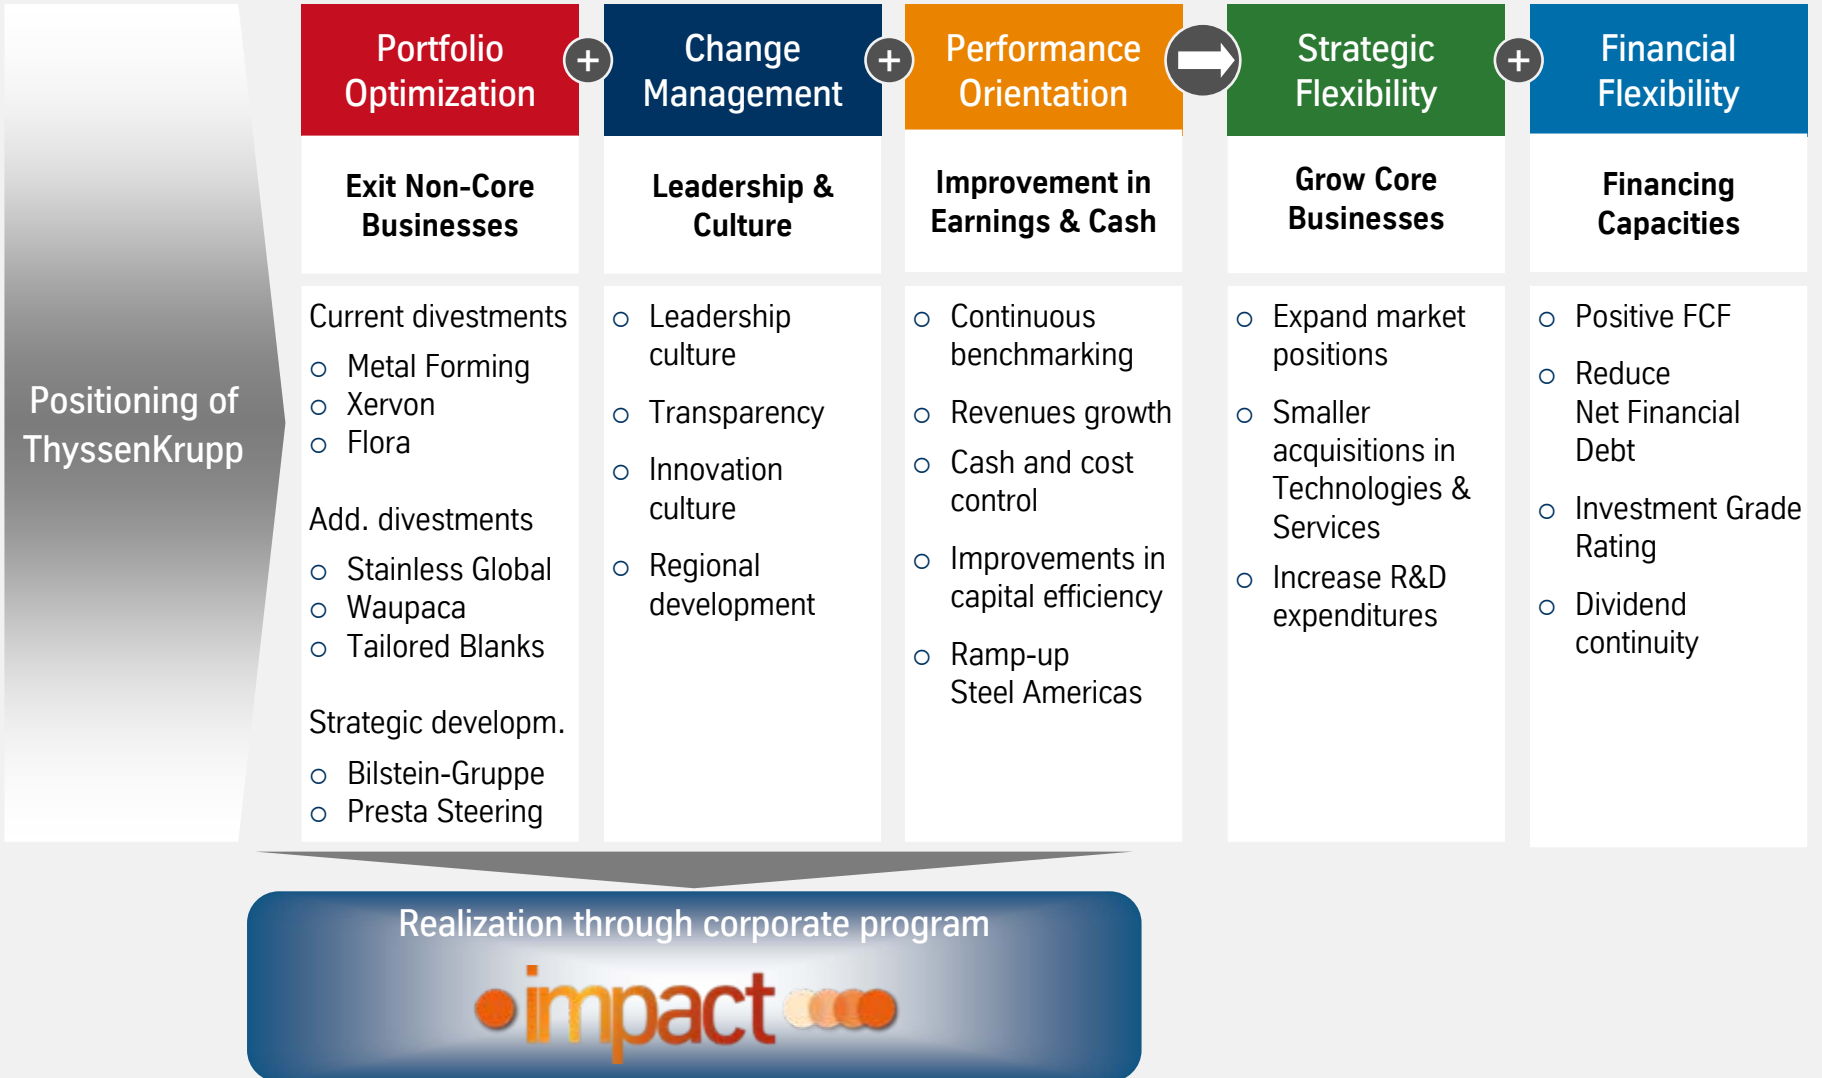 Positioning of
ThyssenKrupp
Portfolio
Optimization
+
Change
Management
+
Performance
Orientation
Strategic
Flexibility
+
Financial
Flexibility
Exit Non-Core
Businesses
Leadership &
Culture
Improvement in
Earnings & Cash
Grow Core
Businesses
Financing
Capacities
Current divestments
Metal Forming
Xervon
Flora
Add. divestments
Stainless Global
Waupaca
Tailored Blanks
Strategic developm.
Bilstein-Gruppe
Presta Steering
Leadership
culture
Transparency
Innovation
culture
Regional
development
Continuous
benchmarking
Revenues growth
Cash and cost
control
Improvements in
capital efficiency
Ramp-up
Steel Americas
Expand market
positions
Smaller
acquisitions in
Technologies &
Services
Increase R&D
expenditures
Positive FCF
Reduce
Net Financial
Debt
Investment Grade
Rating
Dividend
continuity
Realization through corporate program
impact